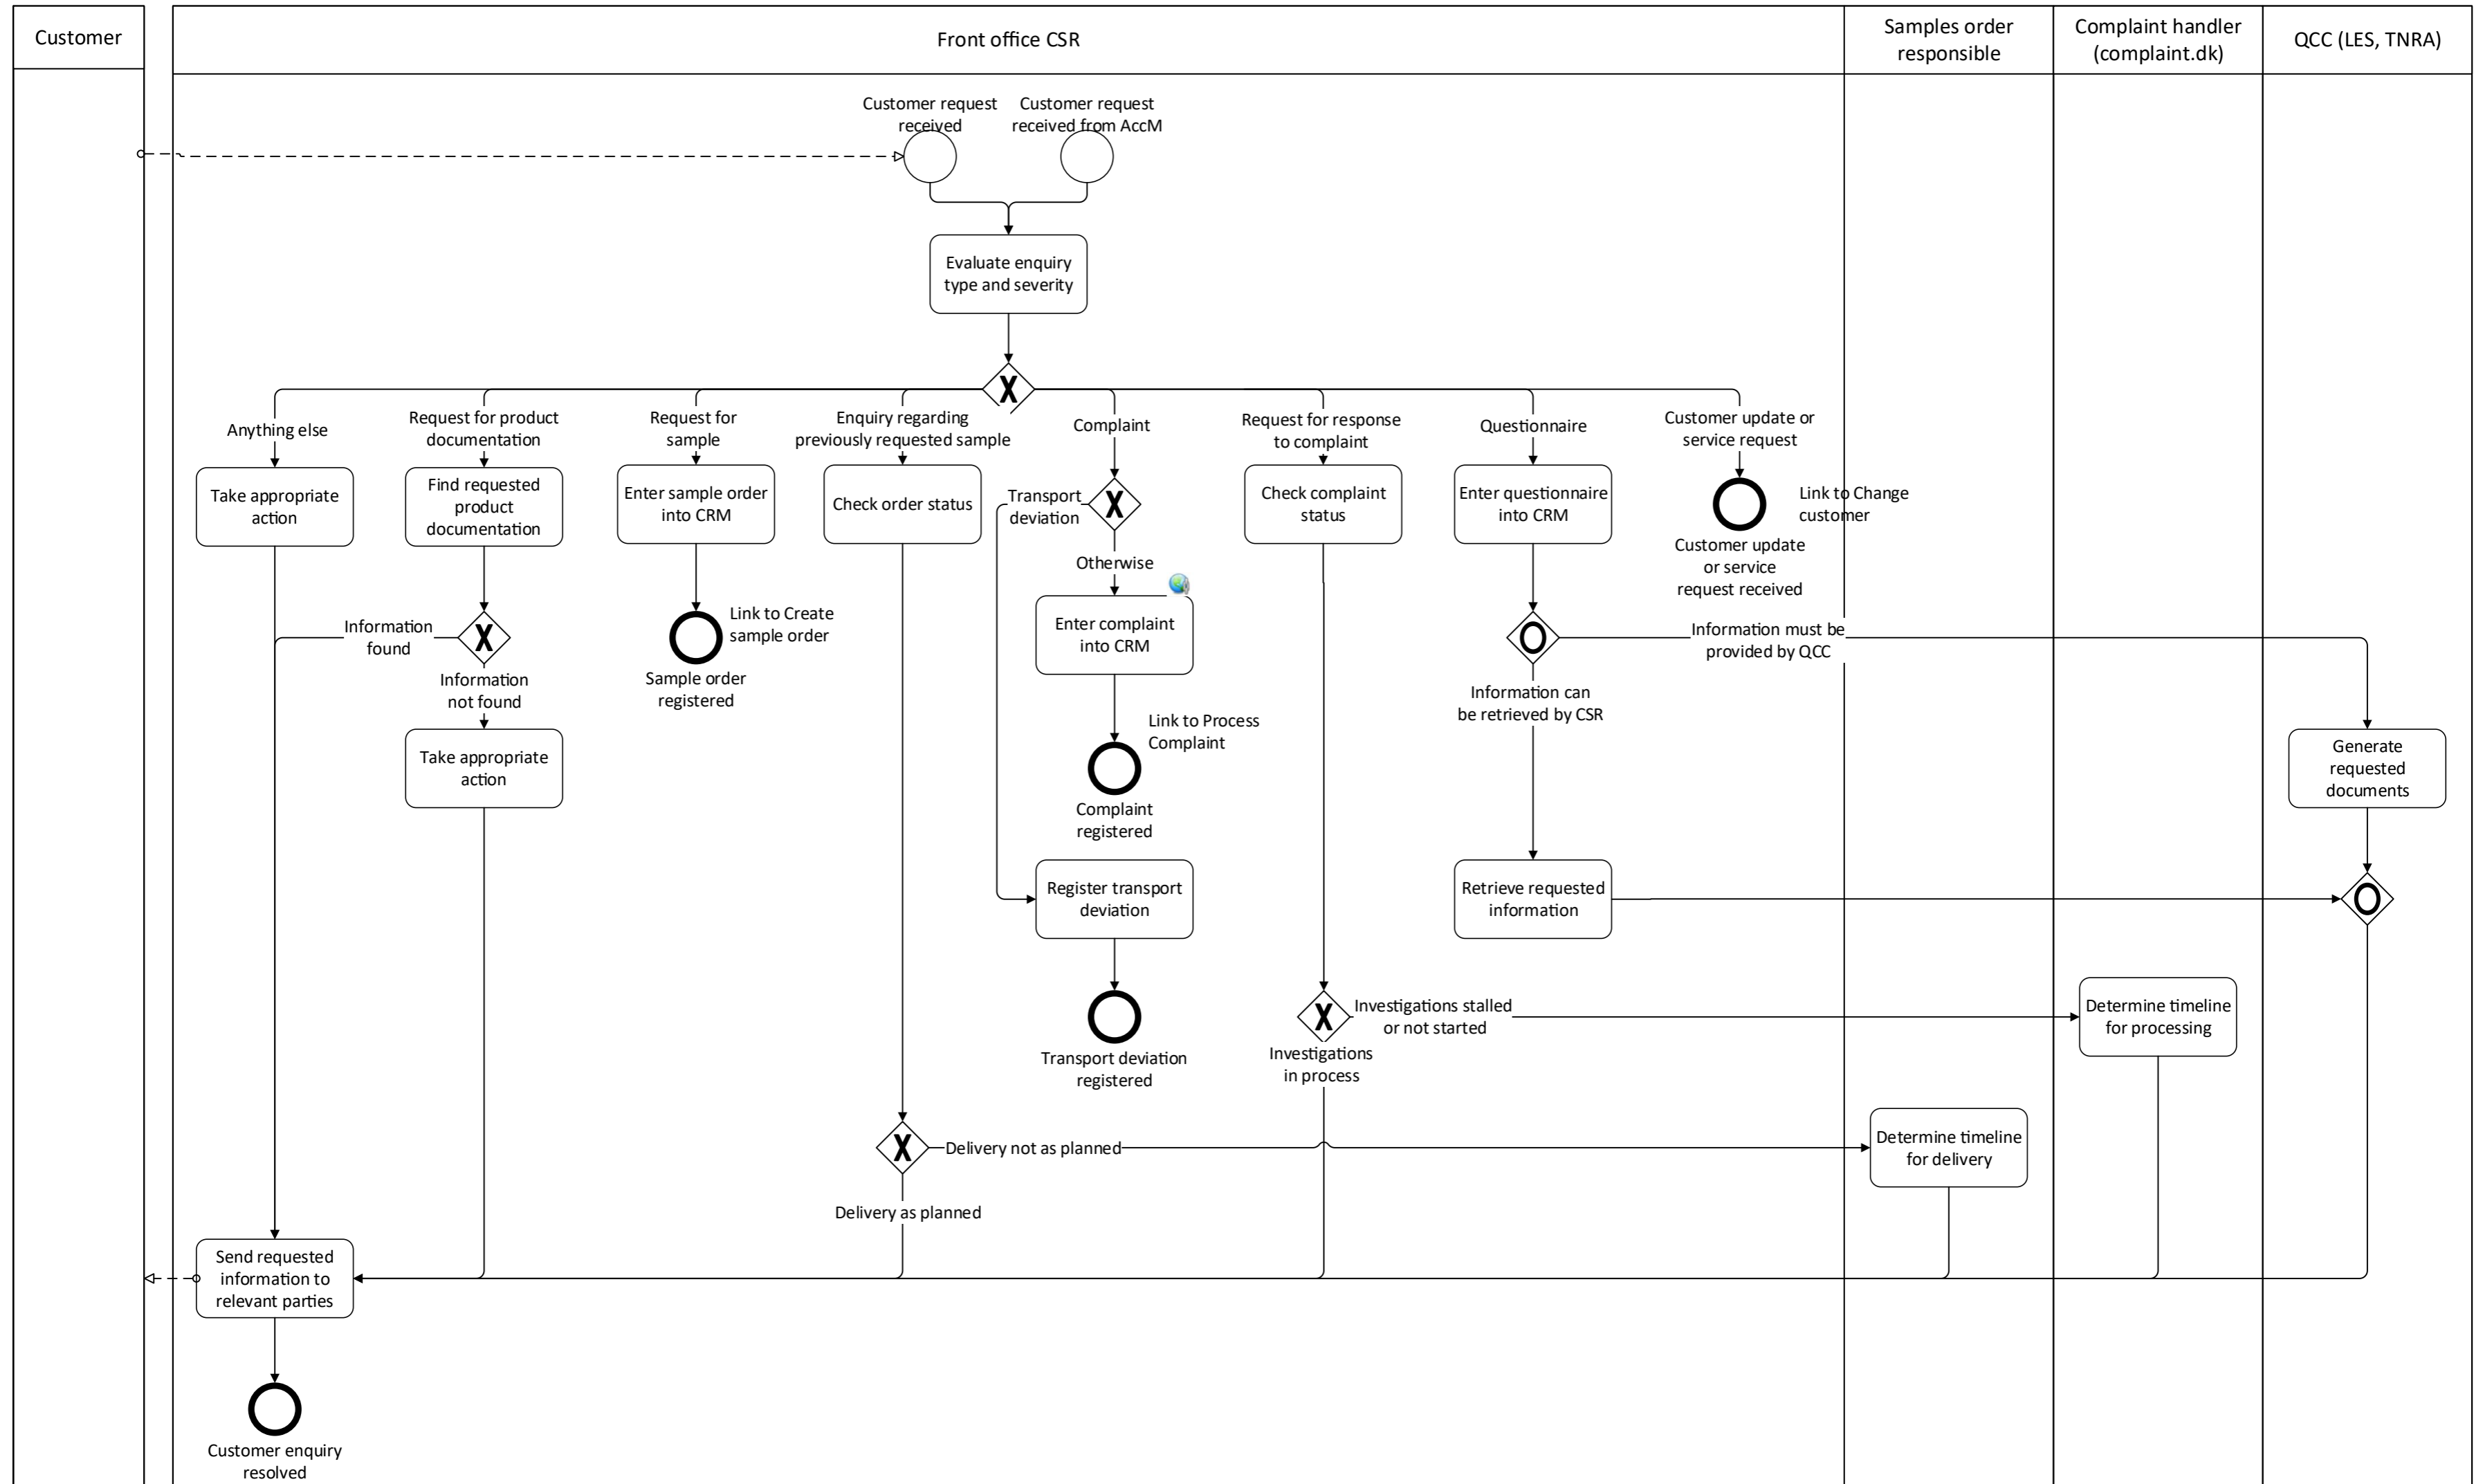 Customer
Front office CSR
Samples order
responsible
Complaint handler
(complaint.dk)
QCC (LES, TNRA)
Customer request
received
Customer request
received from AccM
Evaluate enquiry
type and severity
X
Anything else
Request for product
documentation
Request for
sample
Enquiry regarding
previously requested sample
Complaint
Request for response
to complaint
Questionnaire
Customer update or
service request
Take appropriate
action
Find requested
product
documentation
Enter sample order
into CRM
Check order status
Transport
deviation
X
Check complaint
status
Enter questionnaire
into CRM
Link to Change
customer
Customer update
or service
request received
Otherwise
Information
found
X
Link to Create
sample order
Enter complaint
into CRM
Information must be
provided by QCC
Information
not found
Sample order
registered
Information can
be retrieved by CSR
Take appropriate
action
Link to Process
Complaint
Generate
requested
documents
Complaint
registered
Register transport
deviation
Retrieve requested
information
X
Investigations stalled
or not started
Determine timeline
for processing
Transport deviation
registered
Investigations
in process
X
Delivery not as planned
Determine timeline
for delivery
Delivery as planned
Send requested
information to
relevant parties
Customer enquiry
resolved